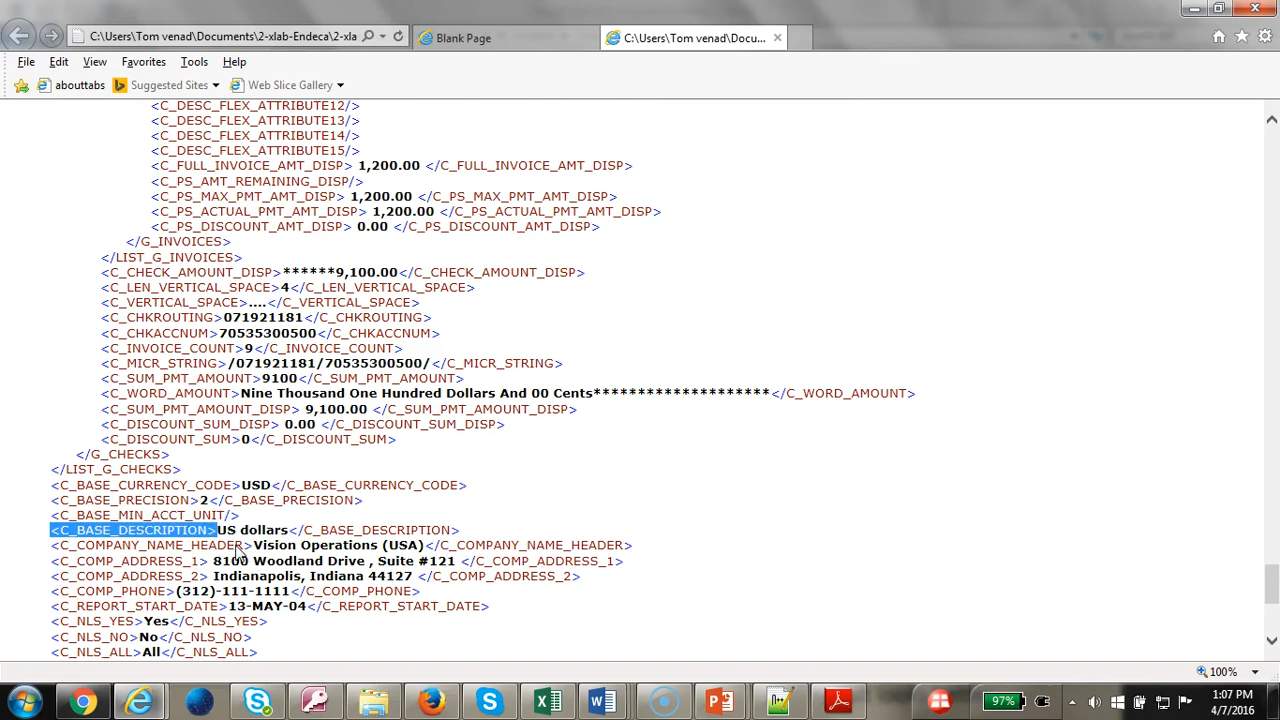 C:\Users\Tom venad\Documents\2-xlab-Endeca\2-xla
Blank Page
C:\Users\Tom venad\Docu...
File Edit View Favorites Tools Help
abouttabs Suggested Sites Web Slice Gallery
<C_DESC_FLEX_ATTRIBUTE12/>
<C_DESC_FLEX_ATTRIBUTE13/>
<C_DESC_FLEX_ATTRIBUTE14/>
<C_DESC_FLEX_ATTRIBUTE15/>
<C_FULL_INVOICE_AMT_DISP> 1,200.00 </C_FULL_INVOICE_AMT_DISP>
<C_PS_AMT_REMAINING_DISP/>
<C_PS_MAX_PMT_AMT_DISP> 1,200.00 </C_PS_MAX_PMT_AMT_DISP>
<C_PS_ACTUAL_PMT_AMT_DISP> 1,200.00 </C_PS_ACTUAL_PMT_AMT_DISP>
<C_PS_DISCOUNT_AMT_DISP> 0.00 </C_PS_DISCOUNT_AMT_DISP>
</G_INVOICES>
</LIST_G_INVOICES>
<C_CHECK_AMOUNT_DISP>******9,100.00</C_CHECK_AMOUNT_DISP>
<C_LEN_VERTICAL_SPACE>4</C_LEN_VERTICAL_SPACE>
<C_VERTICAL_SPACE>....</C_VERTICAL_SPACE>
<C_CHKROUTING>071921181</C_CHKROUTING>
<C_CHKACCNUM>70535300500</C_CHKACCNUM>
<C_INVOICE_COUNT>9</C_INVOICE_COUNT>
<C_MICR_STRING>/071921181/70535300500/</C_MICR_STRING>
<C_SUM_PMT_AMOUNT>9100</C_SUM_PMT_AMOUNT>
<C_WORD_AMOUNT>Nine Thousand One Hundred Dollars And 00 Cents********************</C_WORD_AMOUNT>
<C_SUM_PMT_AMOUNT_DISP> 9,100.00 </C_SUM_PMT_AMOUNT_DISP>
<C_DISCOUNT_SUM_DISP> 0.00 </C_DISCOUNT_SUM_DISP>
<C_DISCOUNT_SUM>0</C_DISCOUNT_SUM>
</G_CHECKS>
</LIST_G_CHECKS>
<C_BASE_CURRENCY_CODE>USD</C_BASE_CURRENCY_CODE>
<C_BASE_PRECISION>2</C_BASE_PRECISION>
<C_BASE_MIN_ACCT_UNIT/>
<C_BASE_DESCRIPTION>US dollars</C_BASE_DESCRIPTION>
<C_COMPANY_NAME_HEADER>Vision Operations (USA)</C_COMPANY_NAME_HEADER>
<C_COMP_ADDRESS_1> 8100 Woodland Drive , Suite #121 </C_COMP_ADDRESS_1>
<C_COMP_ADDRESS_2> Indianapolis, Indiana 44127 </C_COMP_ADDRESS_2>
<C_COMP_PHONE>(312)-111-1111</C_COMP_PHONE>
<C_REPORT_START_DATE>13-MAY-04</C_REPORT_START_DATE>
<C_NLS_YES>Yes</C_NLS_YES>
<C_NLS_NO>No</C_NLS_NO>
<C_NLS_ALL>All</C_NLS_ALL>
100%
97%
1:07 PM
4/7/2016